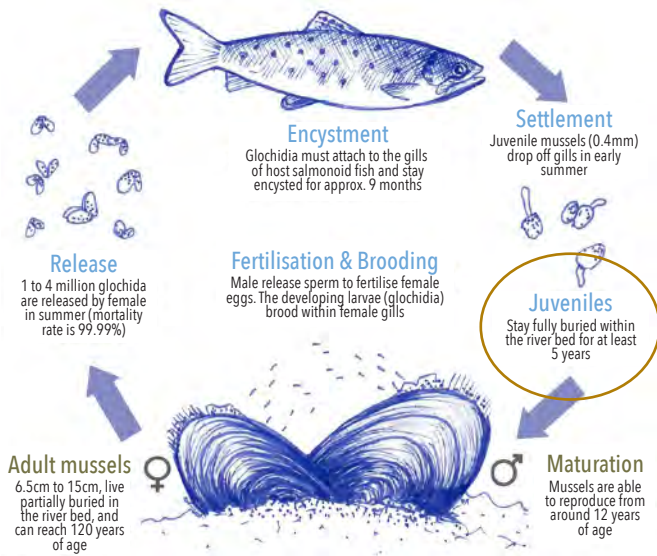 Encystment
Glochidia must attach to the gills
of host salmonoid fish and stay
encysted for approx. 9 months
Settlement
Juvenile mussels (0.4mm)
drop off gills in early
summer
Release
1 to 4 million glochida
are released by female
in summer (mortality
rate is 99.99%)
Fertilisation & Brooding
Male release sperm to fertilise female
eggs. The developing larvae (glochidia)
brood within female gills
Juveniles
Stay fully buried within
the river bed for at least
5 years
Adult mussels
6.5cm to 15cm, live
partially buried in
the river bed, and
can reach 120 years
of age
♀
♂
Maturation
Mussels are able
to reproduce from
around 12 years
of age